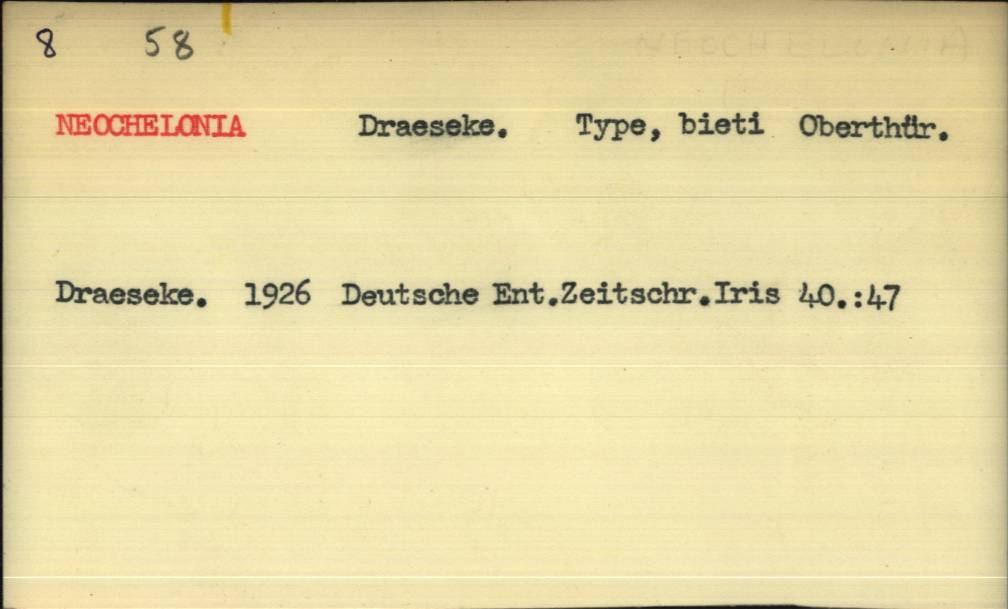 8 58
NEOCHELONIA Draeseke. Type, bieti Oberthür.
Draeseke. 1926 Deutsche Ent.Zeitschr.Iris 40.:47